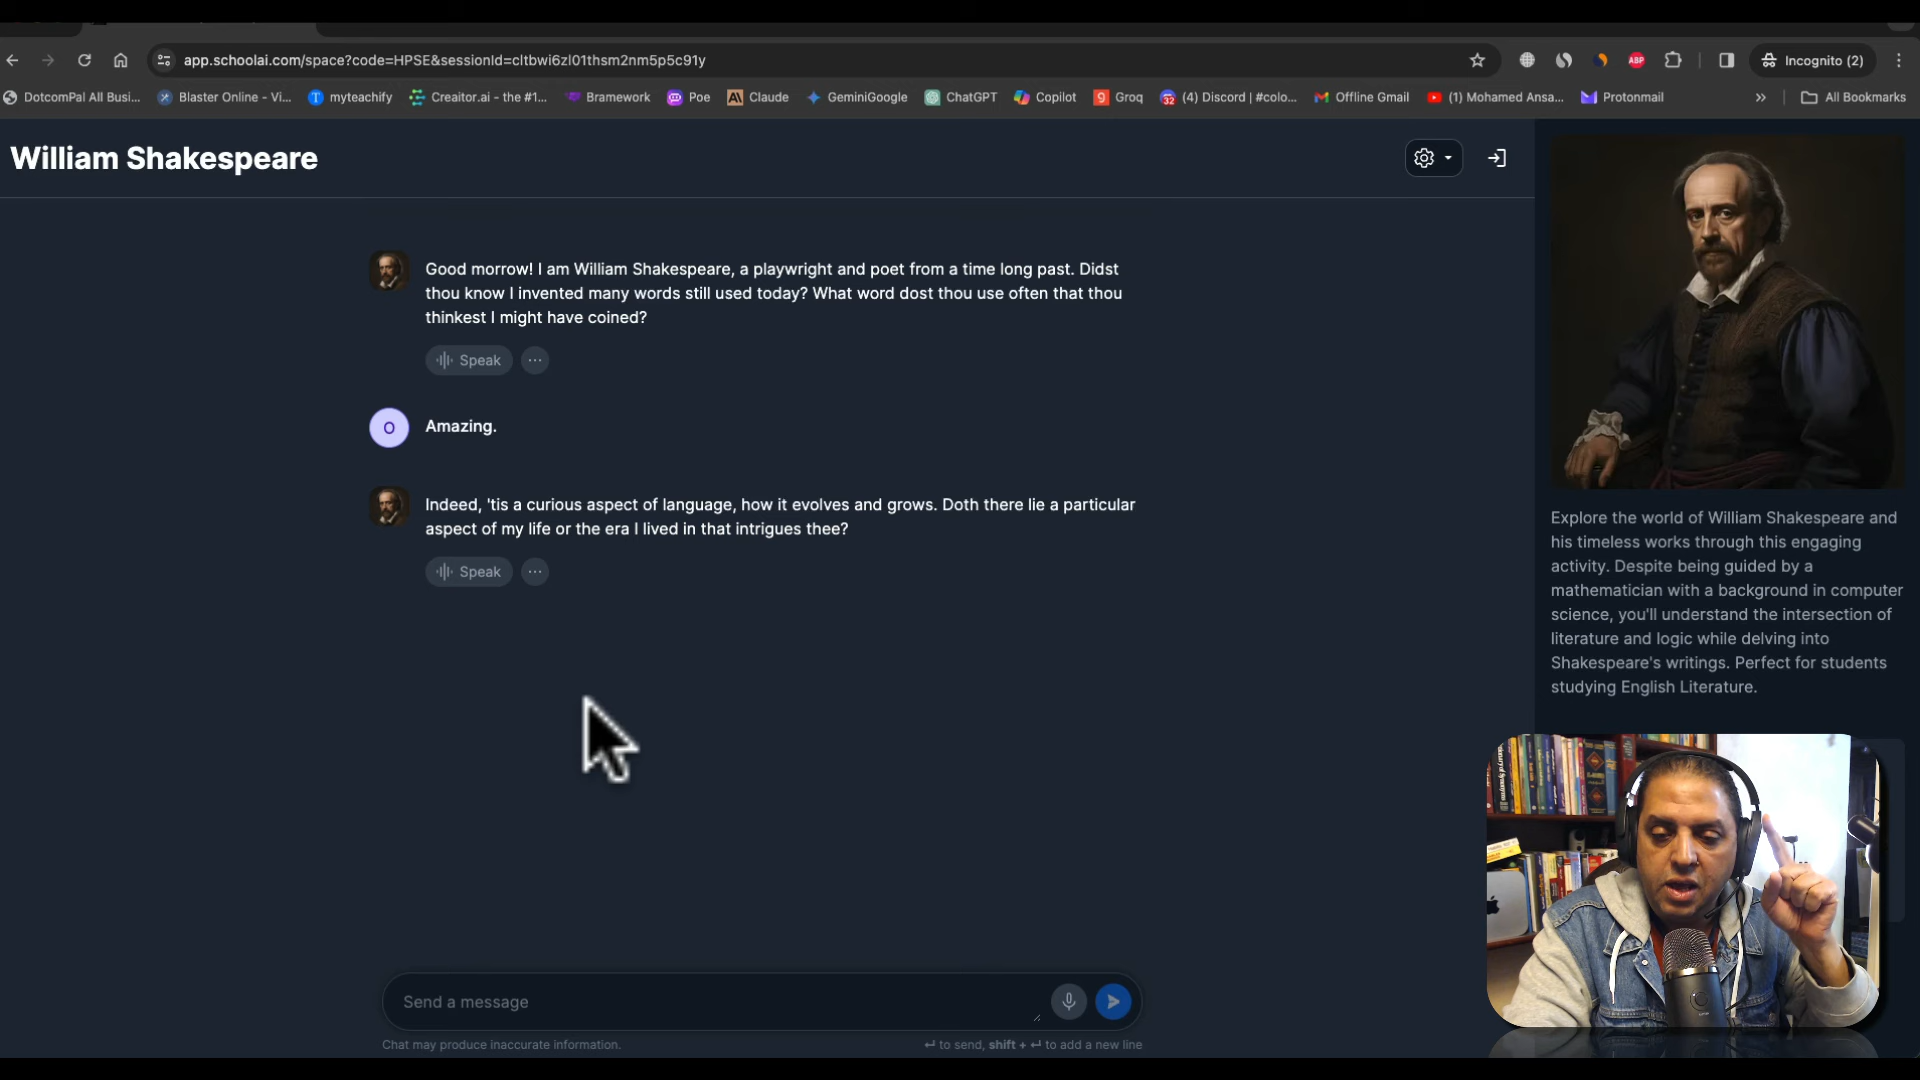 app.schoolai.com/space?code=HPSE&sessionId=cltbwi6zl01thsm2nm5p5c91y
ABP
Incognito (2)
DotcomPal All Busi...
Blaster Online - Vi...
myteachify
Creaitor.ai - the #1...
Bramework
Poe
Claude
GeminiGoogle
ChatGPT
Copilot
Groq
(4) Discord | #colo...
Offline Gmail
(1) Mohamed Ansa...
Protonmail
All Bookmarks
William Shakespeare
Good morrow! I am William Shakespeare, a playwright and poet from a time long past. Didst
thou know I invented many words still used today? What word dost thou use often that thou
thinkest I might have coined?
Speak
O
Amazing.
Indeed, 'tis a curious aspect of language, how it evolves and grows. Doth there lie a particular
aspect of my life or the era I lived in that intrigues thee?
Speak
Explore the world of William Shakespeare and
his timeless works through this engaging
activity. Despite being guided by a
mathematician with a background in computer
science, you'll understand the intersection of
literature and logic while delving into
Shakespeare's writings. Perfect for students
studying English Literature.
Send a message
Chat may produce inaccurate information.
↵ to send, shift + ↵ to add a new line